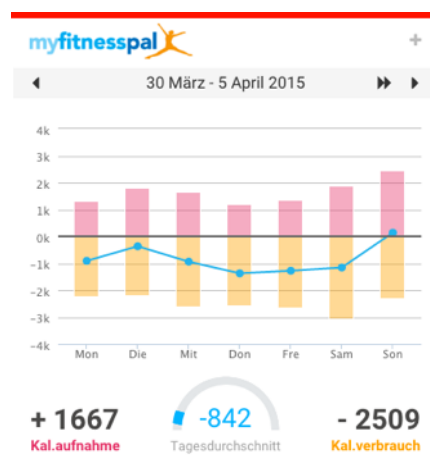 myfitnesspal
+
30 März - 5 April 2015
4k
3k
2k
1k
0k
-1k
-2k
-3k
-4k
Mon Die Mit Don Fre Sam Son
+ 1667 -842 - 2509
Kal.aufnahme Tagesdurchschnitt Kal.verbrauch